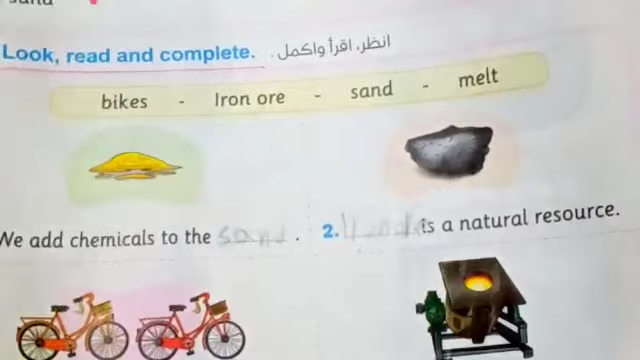 Look, read and complete. انظر، اقرأ واكمل.
bikes - Iron ore - sand - melt
We add chemicals to the sand.
2. is a natural resource.